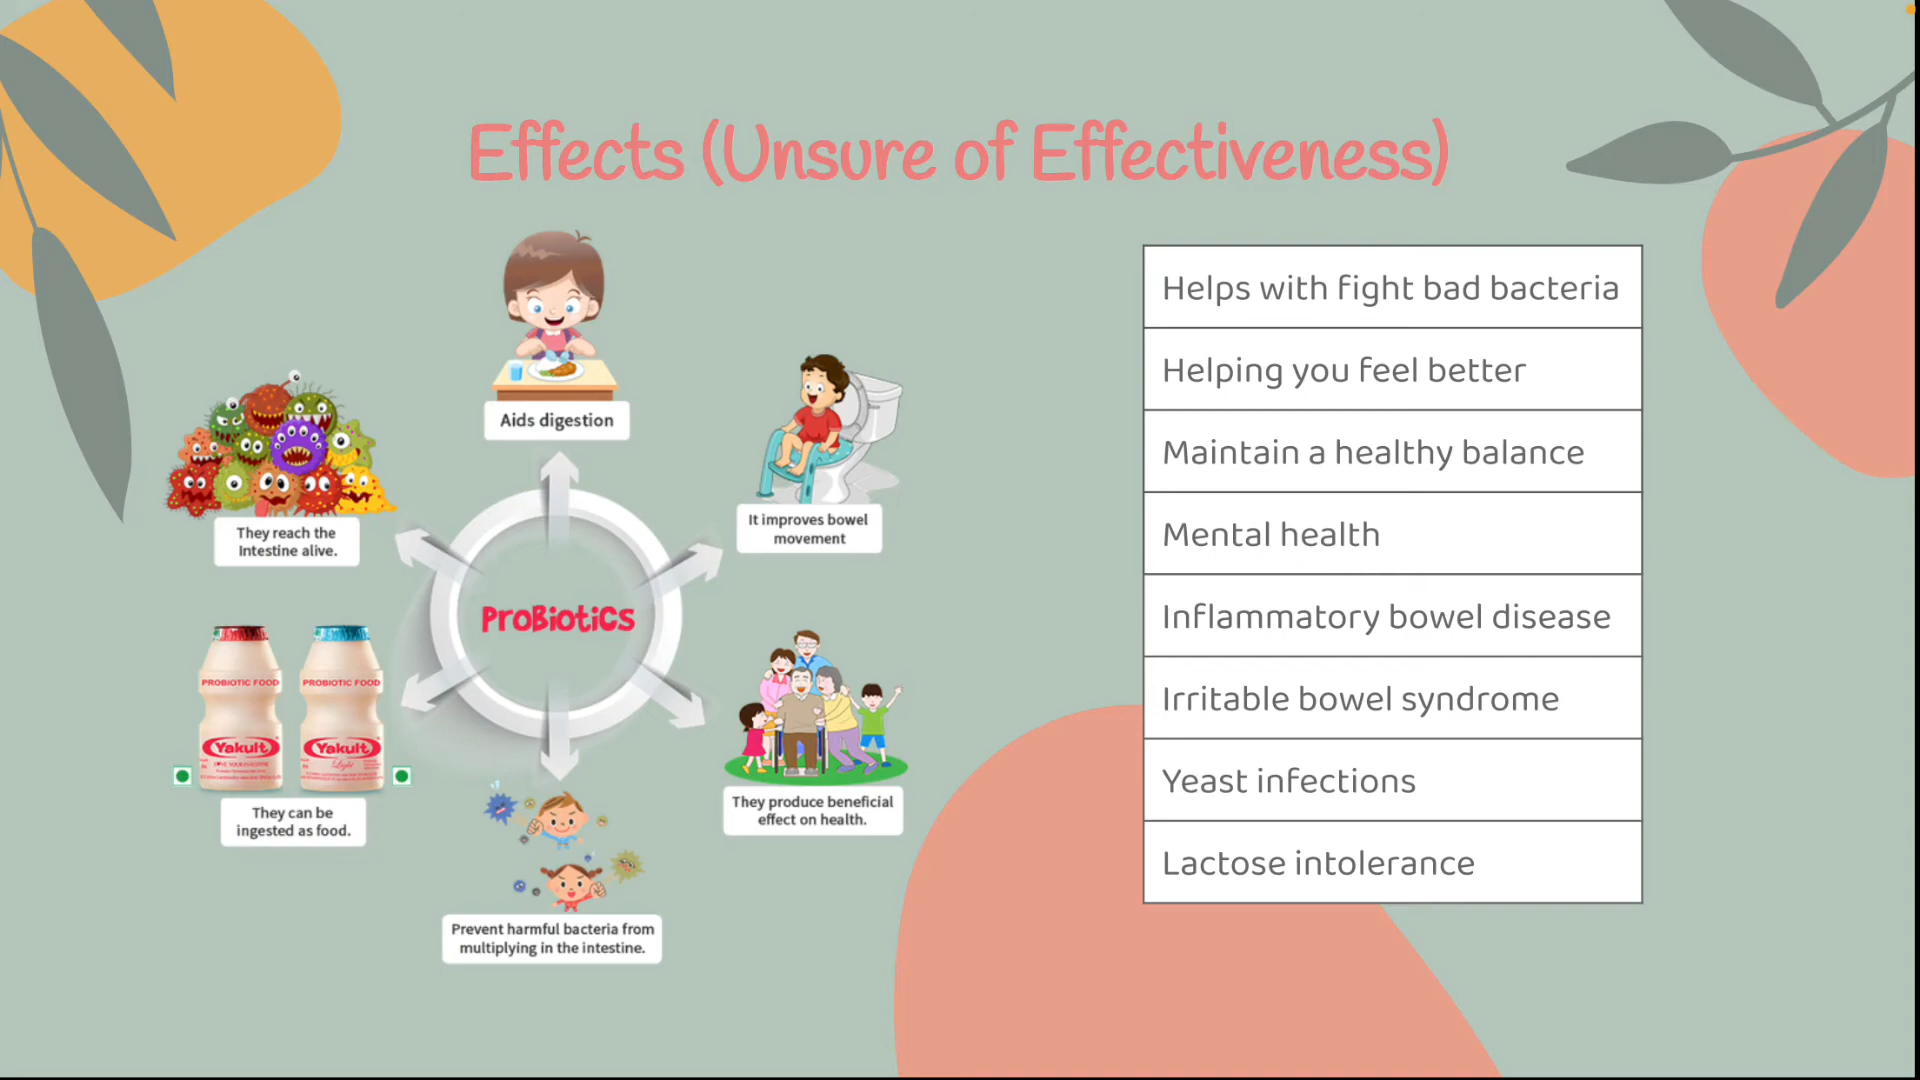 Effects (Unsure of Effectiveness)
Aids digestion
They reach the
Intestine alive.
It improves bowel
movement
ProBiotics
PROBIOTIC FOOD
Yakult
PROBIOTIC FOOD
Yakult
Light
They can be
ingested as food.
They produce beneficial
effect on health.
Prevent harmful bacteria from
multiplying in the intestine.
Helps with fight bad bacteria
Helping you feel better
Maintain a healthy balance
Mental health
Inflammatory bowel disease
Irritable bowel syndrome
Yeast infections
Lactose intolerance